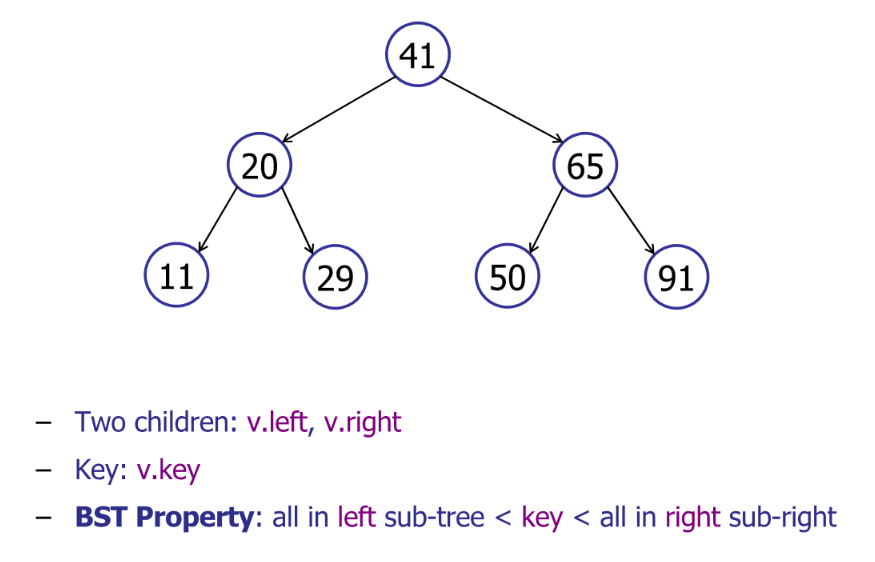 41
20
65
11
29
50
91
– Two children: v.left, v.right
– Key: v.key
– BST Property: all in left sub-tree < key < all in right sub-right